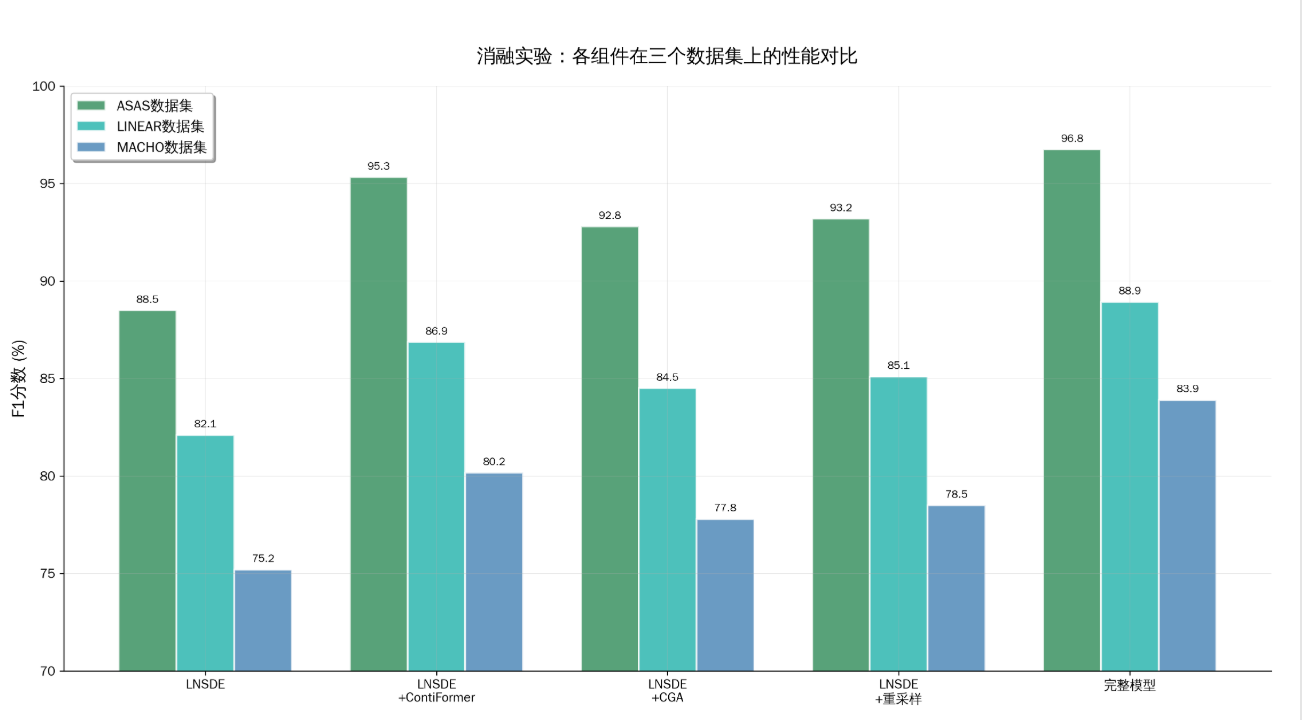 消融实验：各组件在三个数据集上的性能对比
ASAS数据集
LINEAR数据集
MACHO数据集
F1分数 (%)
100
95
90
85
80
75
70
88.5
82.1
75.2
95.3
86.9
80.2
92.8
84.5
77.8
93.2
85.1
78.5
96.8
88.9
83.9
LNSDE
LNSDE
+ContiFormer
LNSDE
+CGA
LNSDE
+重采样
完整模型